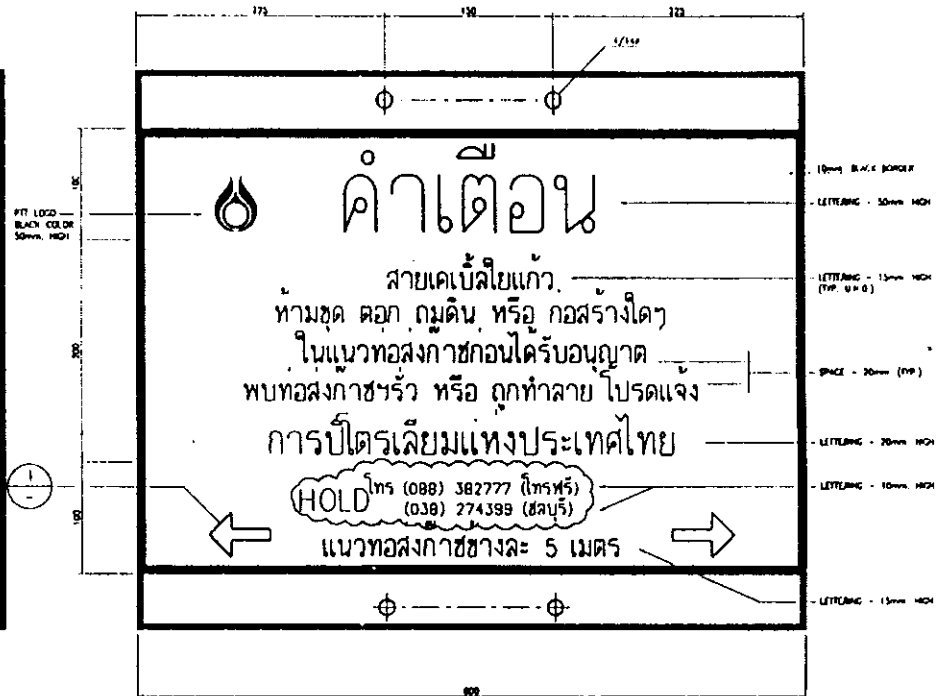 150
225
คำเตือน
สายเคเบิ้ลใยแก้ว
ห้ามขุด ตอก ถมดิน หรือ ก่อสร้างใดๆ
ในแนวท่อส่งก๊าซก่อนได้รับอนุญาต
พบท่อส่งก๊าซฯรั่ว หรือ ถูกทำลาย โปรดแจ้ง
การปิโตรเลียมแห่งประเทศไทย
HOLD
โทร (088) 382777 (โทรฟรี)
(038) 274399 (ชลบุรี)
แนวท่อส่งก๊าซข้างละ 5 เมตร
PTT LOGO
BLACK COLOR
50mm. HIGH
100
200
100
1
10mm BLACK BORDER
LETTERING - 50mm HIGH
LETTERING - 15mm HIGH
SPACE - 20mm (TYP.)
LETTERING - 20mm HIGH
LETTERING - 10mm HIGH
LETTERING - 15mm HIGH
600